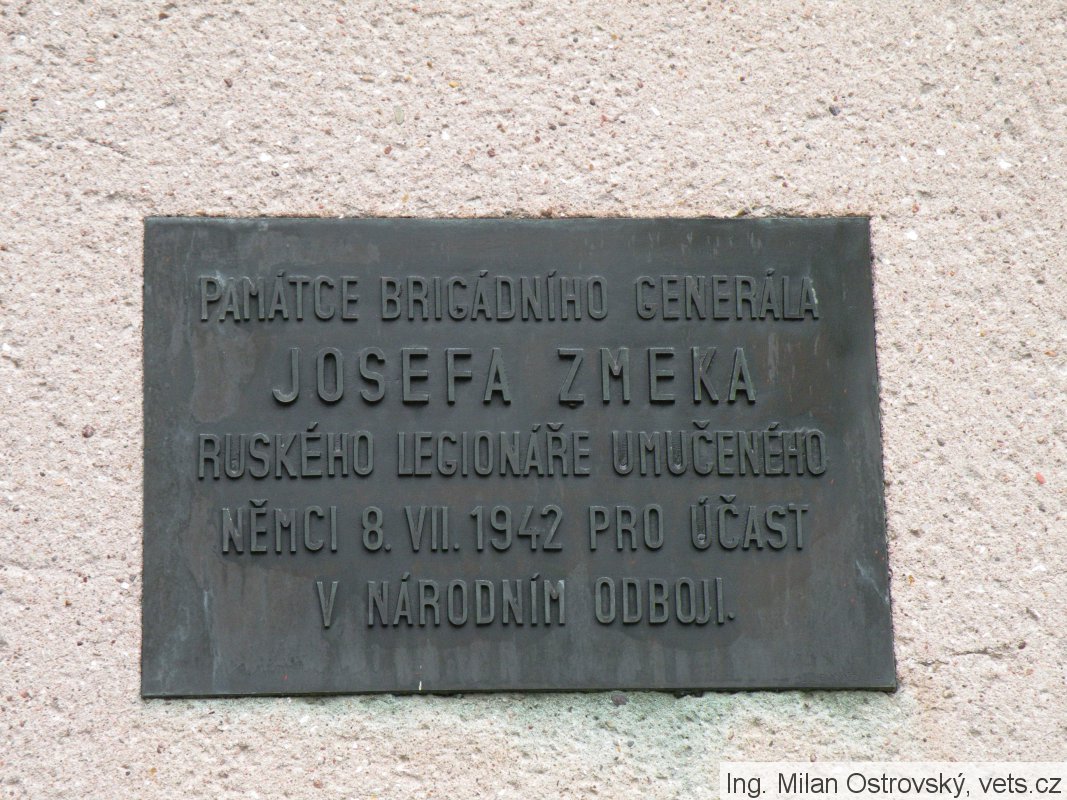 PAMÁTCE BRIGÁDNÍHO GENERÁLA
JOSEFA ZMEKA
RUSKÉHO LEGIONÁŘE UMUČENÉHO
NĚMCI 8. VII. 1942 PRO ÚČAST
V NÁRODNÍM ODBOJI.
Ing. Milan Ostrovský, vets.cz